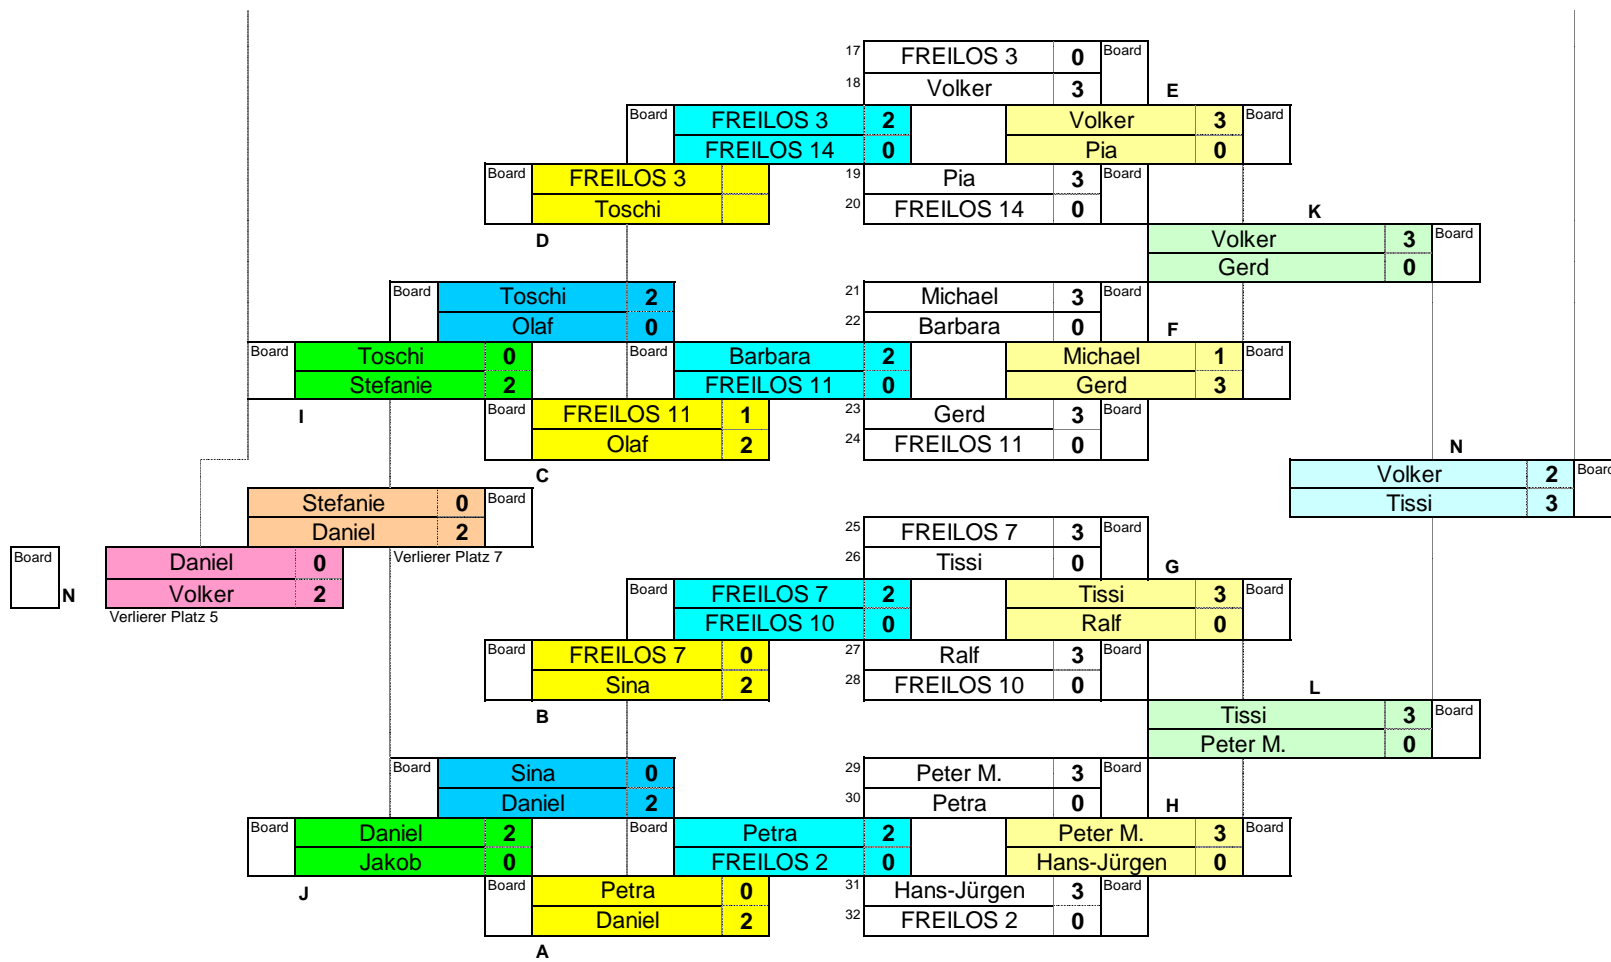 17 FREILOS 3 0 Board
18 Volker 3 E
Board FREILOS 3 2 Volker 3 Board
FREILOS 14 0 Pia 0
Board FREILOS 3 19 Pia 3 Board
Toschi 20 FREILOS 14 0 K
D Volker 3 Board
Gerd 0
Board Toschi 2 21 Michael 3 Board
Olaf 0 22 Barbara 0 F
Board Toschi 0 Board Barbara 2 Michael 1 Board
Stefanie 2 FREILOS 11 0 Gerd 3
I Board FREILOS 11 1 23 Gerd 3 Board
Olaf 2 24 FREILOS 11 0 N
C Volker 2 Board
Stefanie 0 Board Tissi 3
Daniel 2 25 FREILOS 7 3 Board
Board Daniel 0 Verlierer Platz 7 26 Tissi 0 G
N Volker 2 Board FREILOS 7 2 Tissi 3 Board
Verlierer Platz 5 FREILOS 10 0 Ralf 0
Board FREILOS 7 0 27 Ralf 3 Board
Sina 2 28 FREILOS 10 0 L
B Tissi 3 Board
Peter M. 0
Board Sina 0 29 Peter M. 3 Board
Daniel 2 30 Petra 0 H
Board Daniel 2 Board Petra 2 Peter M. 3 Board
Jakob 0 FREILOS 2 0 Hans-Jürgen 0
J Board Petra 0 31 Hans-Jürgen 3 Board
Daniel 2 32 FREILOS 2 0
A